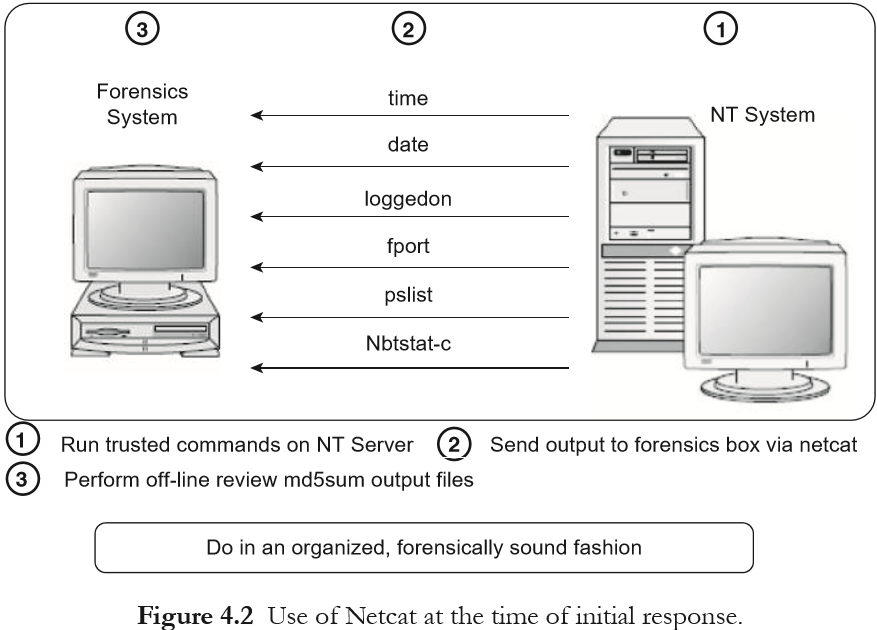 3
2
1
Forensics
System
NT System
time
date
loggedon
fport
pslist
Nbtstat-c
1 Run trusted commands on NT Server 2 Send output to forensics box via netcat
3 Perform off-line review md5sum output files
Do in an organized, forensically sound fashion
Figure 4.2 Use of Netcat at the time of initial response.